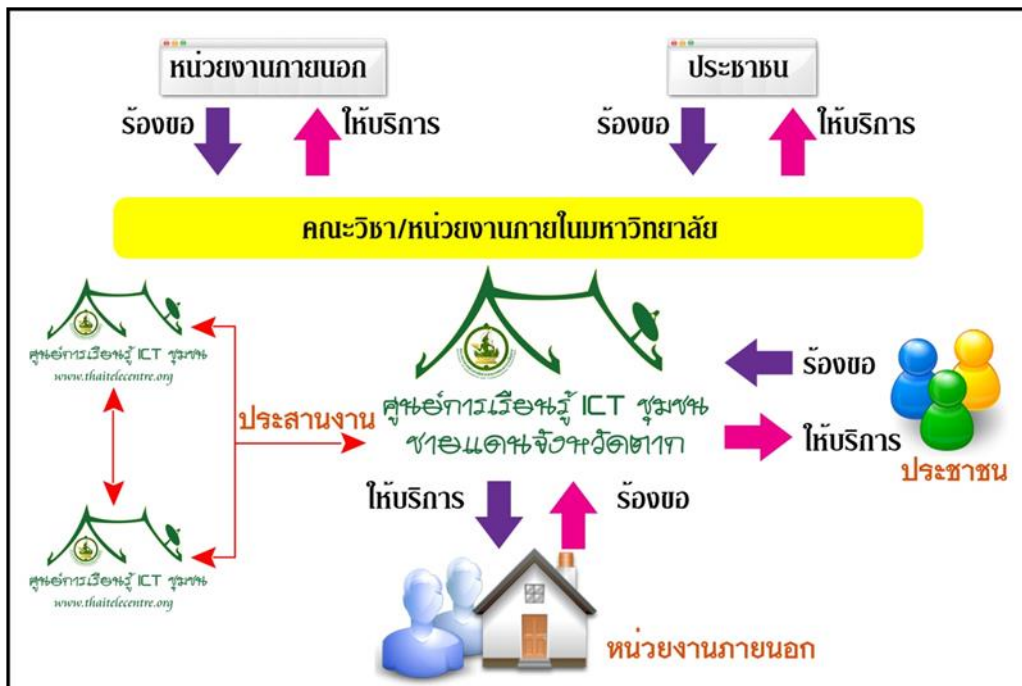 หน่วยงานภายนอก
ประชาชน
ร้องขอ
ให้บริการ
ร้องขอ
ให้บริการ
คณะวิชา/หน่วยงานภายในมหาวิทยาลัย
ศูนย์การเรียนรู้ ICT ชุมชน
www.thaitelecentre.org
ร้องขอ
ประสานงาน
ศูนย์การเรียนรู้ ICT ชุมชน
ชายแดนจังหวัดตาก
ให้บริการ
ประชาชน
ให้บริการ
ร้องขอ
ศูนย์การเรียนรู้ ICT ชุมชน
www.thaitelecentre.org
หน่วยงานภายนอก